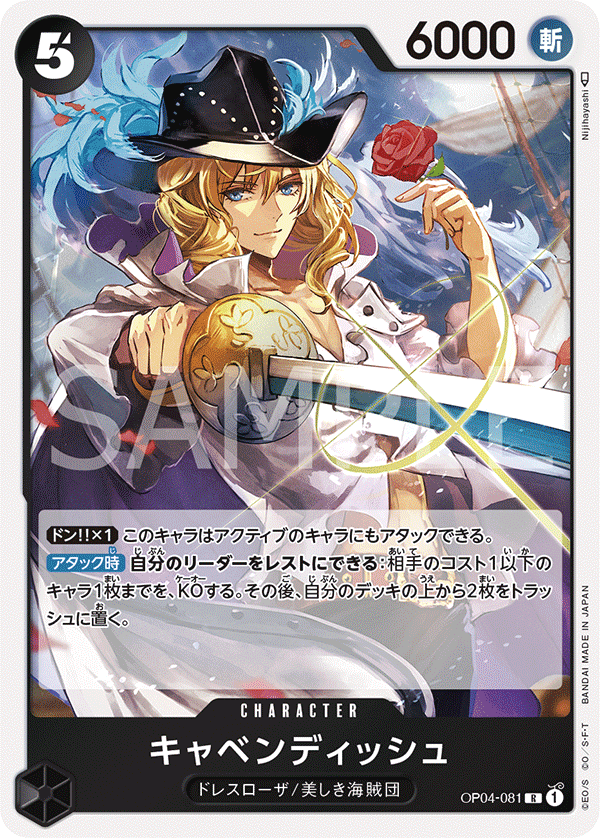 5
6000
斬
Nijihayashi
SAMPLE
ドン!!×1 このキャラはアクティブのキャラにもアタックできる。
アタック時 自分のリーダーをレストにできる：相手のコスト1以下の
キャラ1枚までを、KOする。その後、自分のデッキの上から2枚をトラッ
シュに置く。
CHARACTER
キャベンディッシュ
ドレスローザ/美しき海賊団
OP04-081 R 1
©E.O/S ©O/S・F・T BANDAI MADE IN JAPAN